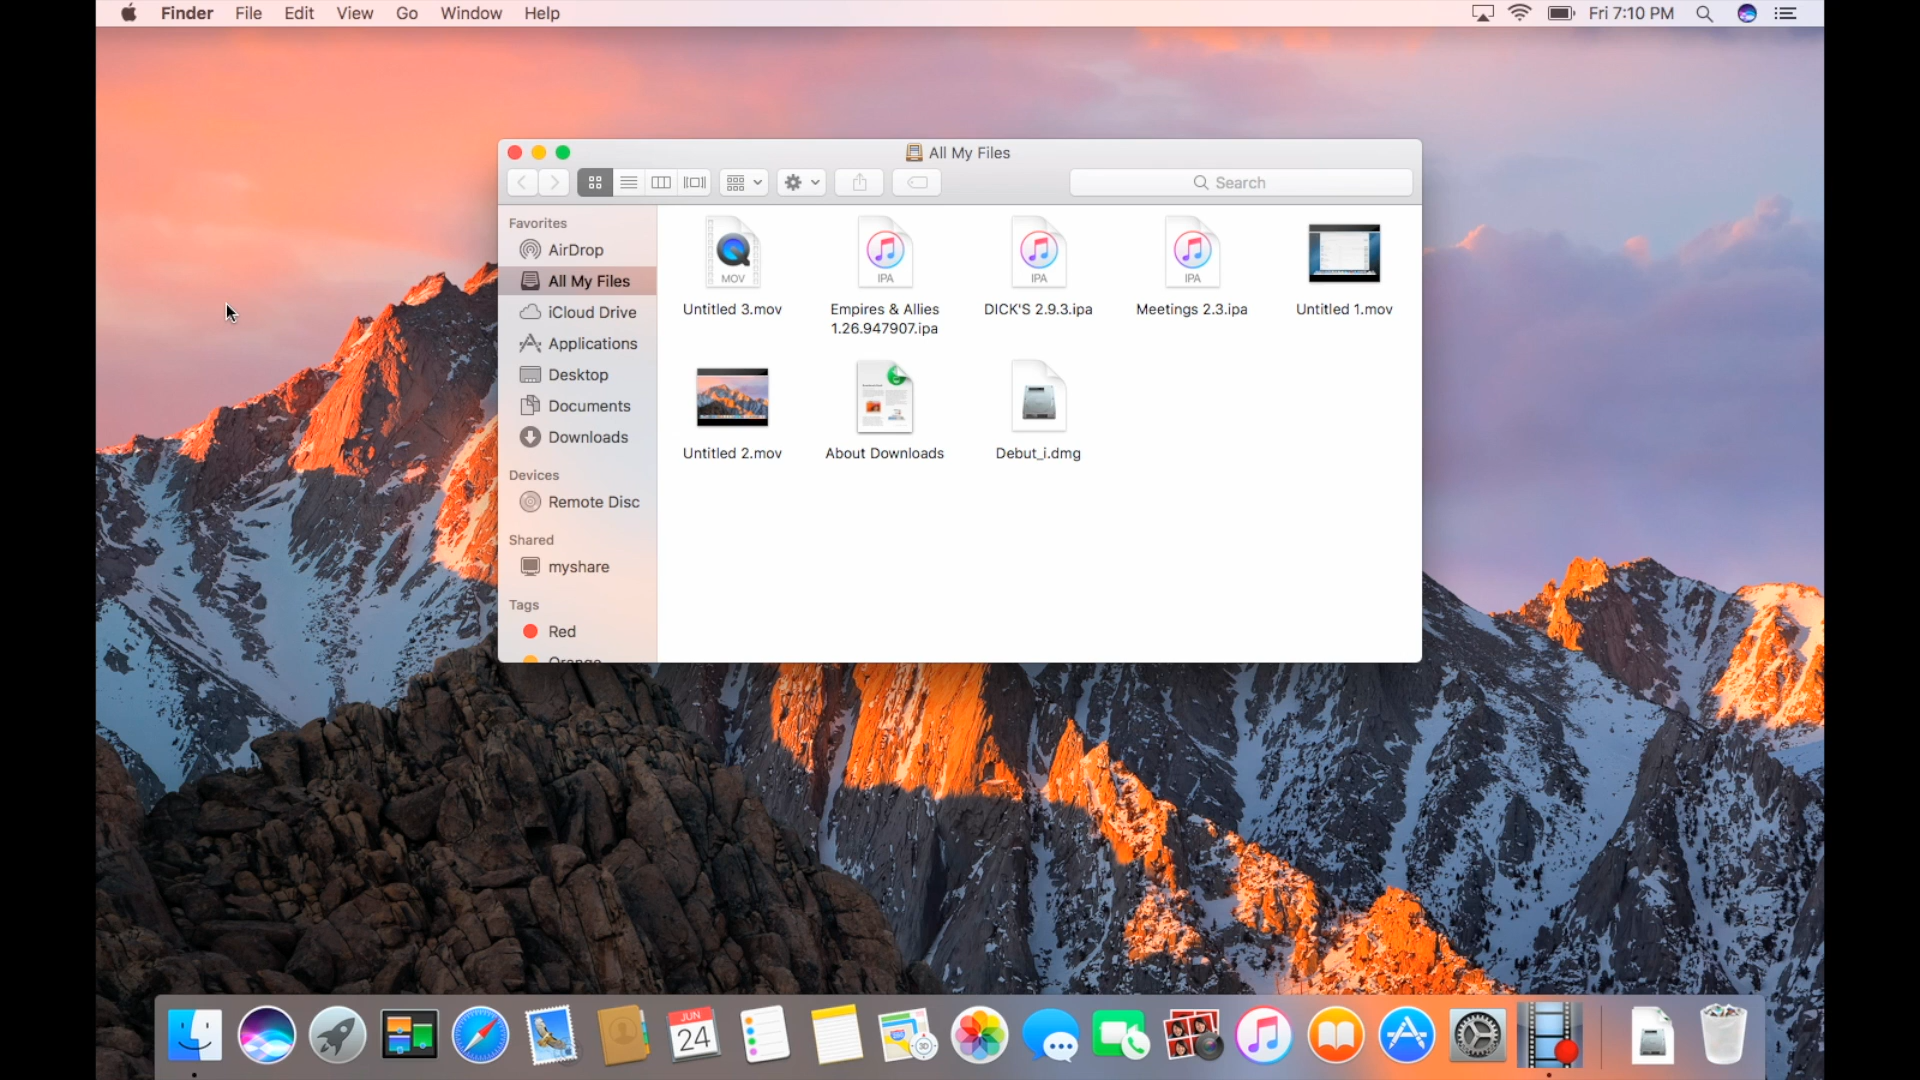 Finder File Edit View Go Window Help Fri 7:10 PM
All My Files
Search
Favorites
AirDrop
All My Files
iCloud Drive
Applications
Desktop
Documents
Downloads
Devices
Remote Disc
Shared
myshare
Tags
Red
Orange
MOV
Untitled 3.mov
IPA
Empires & Allies
1.26.947907.ipa
IPA
DICK'S 2.9.3.ipa
IPA
Meetings 2.3.ipa
Untitled 1.mov
Untitled 2.mov
About Downloads
Debut_i.dmg
JUN
24
3D